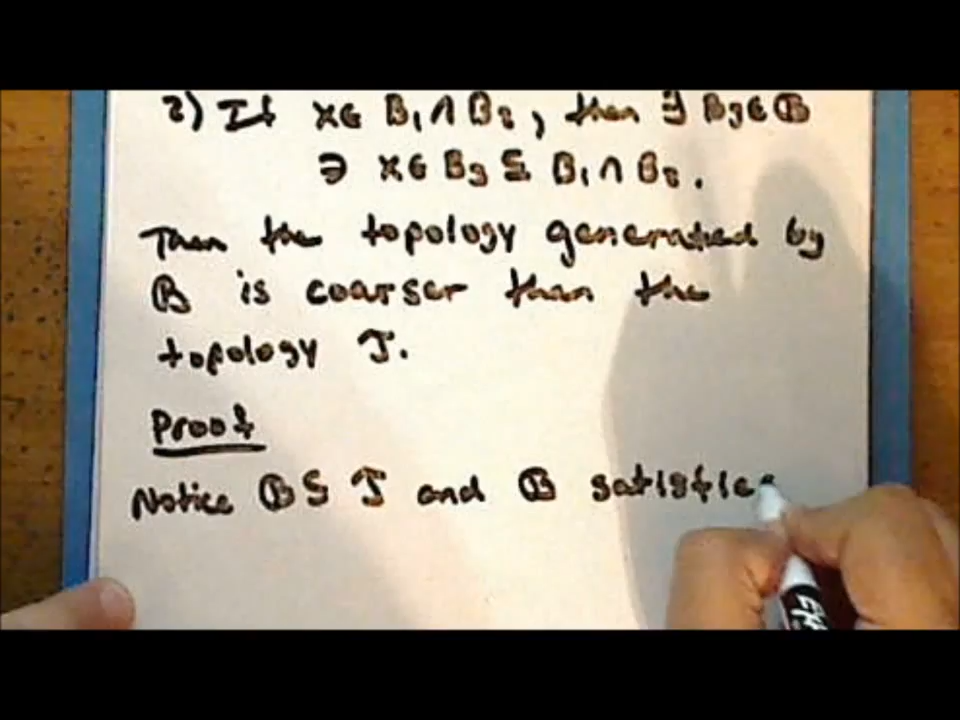 2) If x∈ B₁∩B₂, then ∃ B₃∈ 𝓑
∋ x∈ B₃ ⊆ B₁∩B₂.
Then the topology generated by
𝓑 is coarser than the
topology 𝓣.
Proof
Notice 𝓑 ⊆ 𝓣 and 𝓑 satisfies